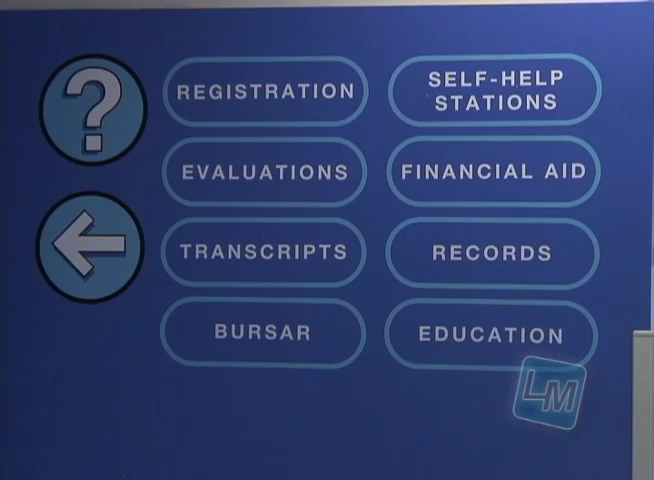 ?
REGISTRATION
SELF-HELP
STATIONS
EVALUATIONS
FINANCIAL AID
TRANSCRIPTS
RECORDS
BURSAR
EDUCATION
LM